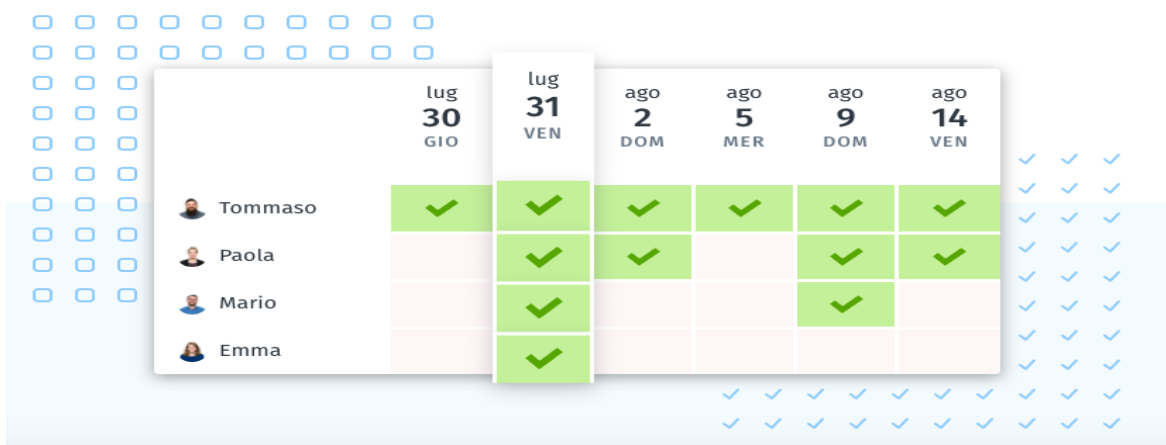 lug lug ago ago ago ago
30 31 2 5 9 14
GIO VEN DOM MER DOM VEN
Tommaso
Paola
Mario
Emma